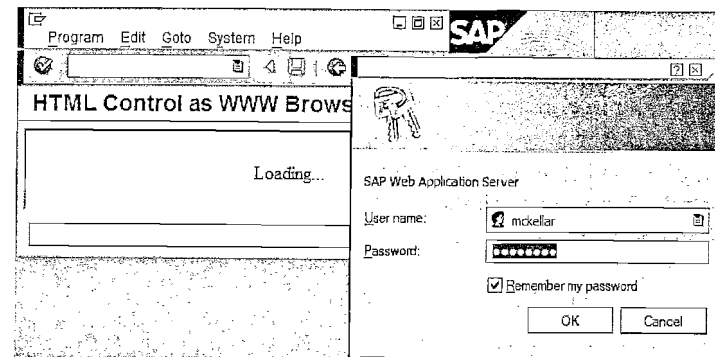 Program Edit Goto System Help
SAP
HTML Control as WWW Brows
Loading...
SAP Web Application Server
User name:
mckellar
Password:
Remember my password
OK
Cancel